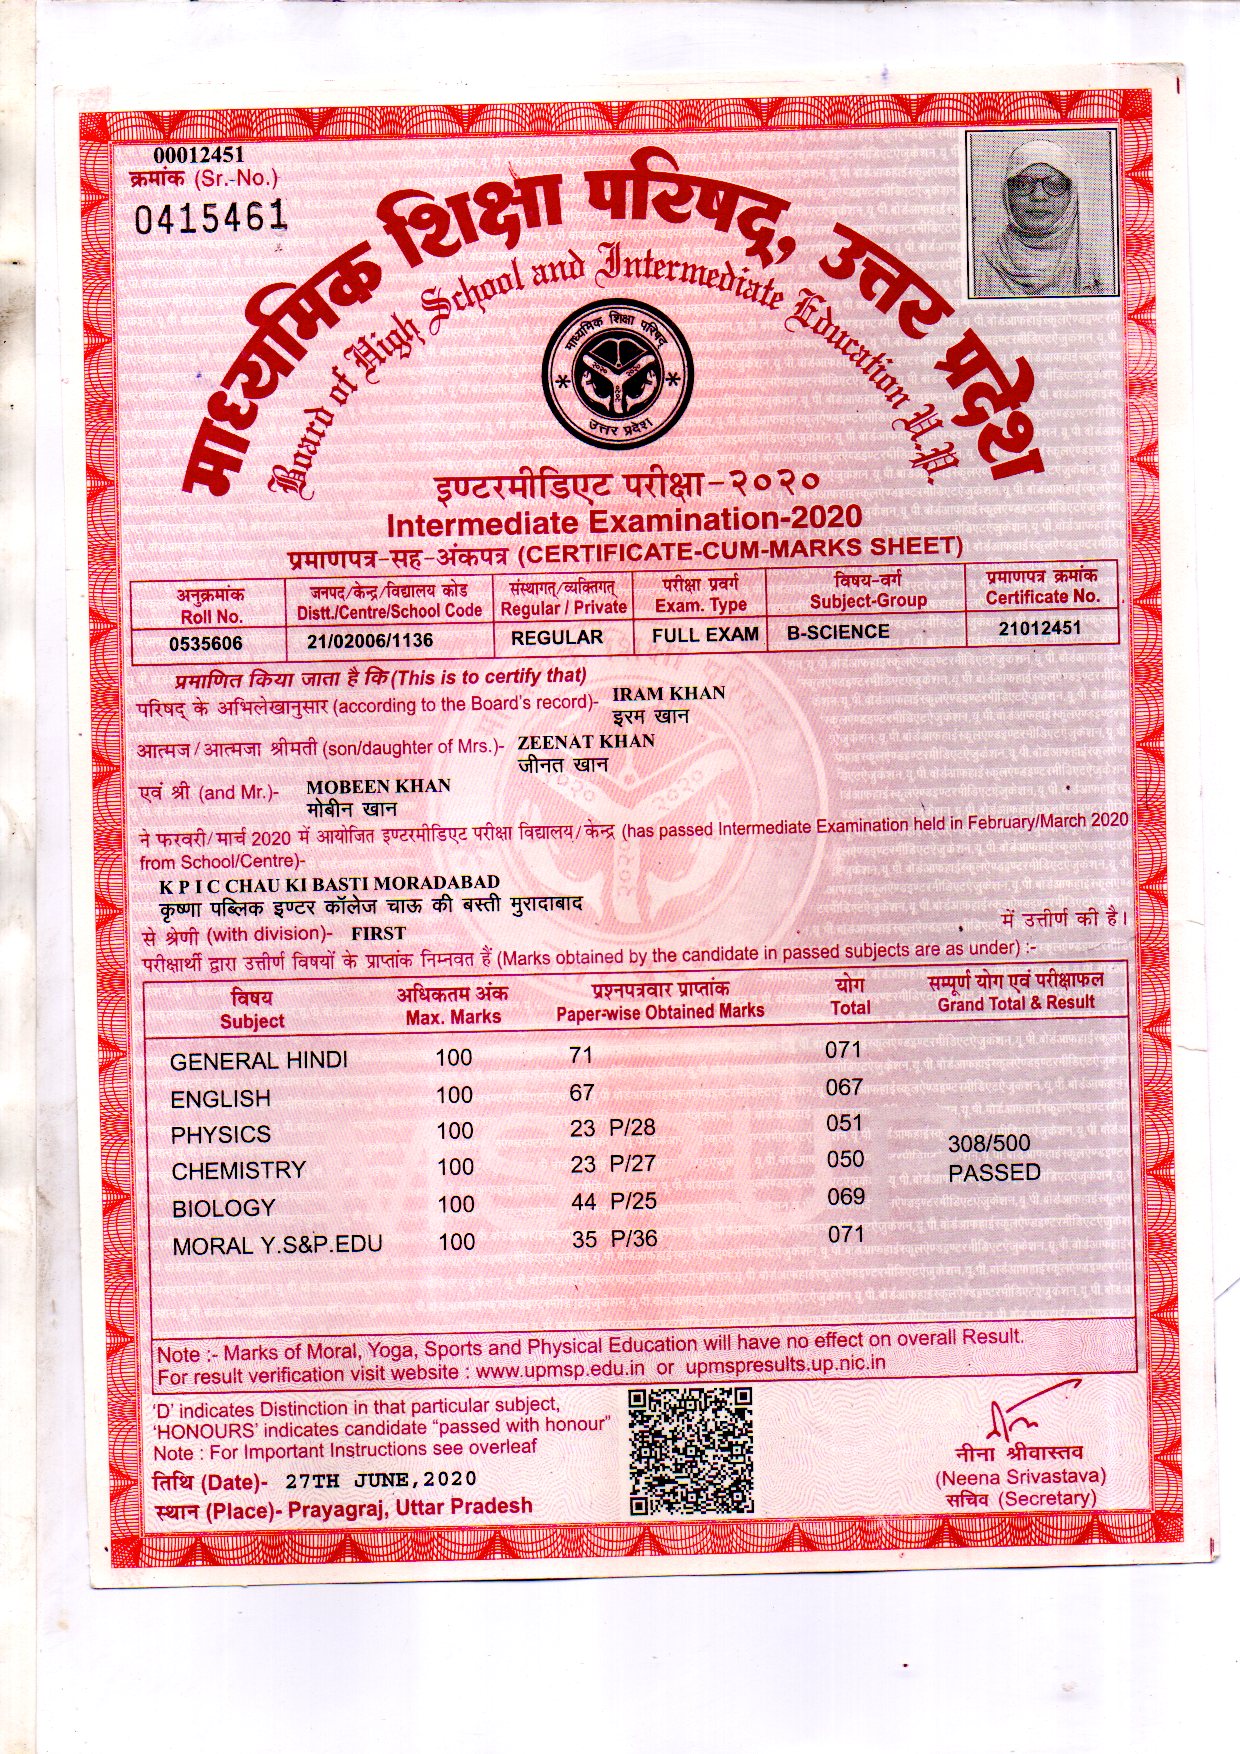 00012451
क्रमांक (Sr.-No.)
0415461
माध्यमिक शिक्षा परिषद्, उत्तर प्रदेश
Board of High School and Intermediate Education U.P.
माध्यमिक शिक्षा परिषद
उत्तर प्रदेश
इण्टरमीडिएट परीक्षा-२०२०
Intermediate Examination-2020
प्रमाणपत्र-सह-अंकपत्र (CERTIFICATE-CUM-MARKS SHEET)
अनुक्रमांक जनपद/केन्द्र/विद्यालय कोड संस्थागत्/व्यक्तिगत् परीक्षा प्रवर्ग विषय-वर्ग प्रमाणपत्र क्रमांक
Roll No. Distt./Centre/School Code Regular / Private Exam. Type Subject-Group Certificate No.
0535606 21/02006/1136 REGULAR FULL EXAM B-SCIENCE 21012451
प्रमाणित किया जाता है कि (This is to certify that)
परिषद् के अभिलेखानुसार (according to the Board's record)- IRAM KHAN
इरम खान
आत्मज/आत्मजा श्रीमती (son/daughter of Mrs.)- ZEENAT KHAN
जीनत खान
एवं श्री (and Mr.)- MOBEEN KHAN
मोबीन खान
ने फरवरी/मार्च 2020 में आयोजित इण्टरमीडिएट परीक्षा विद्यालय/केन्द्र (has passed Intermediate Examination held in February/March 2020
from School/Centre)-
K P I C CHAU KI BASTI MORADABAD
कृष्णा पब्लिक इण्टर कॉलेज चाऊ की बस्ती मुरादाबाद
में उत्तीर्ण की है।
से श्रेणी (with division)- FIRST
परीक्षार्थी द्वारा उत्तीर्ण विषयों के प्राप्तांक निम्नवत हैं (Marks obtained by the candidate in passed subjects are as under) :-
विषय अधिकतम अंक प्रश्नपत्रवार प्राप्तांक योग सम्पूर्ण योग एवं परीक्षाफल
Subject Max. Marks Paper-wise Obtained Marks Total Grand Total & Result
GENERAL HINDI 100 71 071
ENGLISH 100 67 067
PHYSICS 100 23 P/28 051
308/500
CHEMISTRY 100 23 P/27 050
PASSED
BIOLOGY 100 44 P/25 069
MORAL Y.S&P.EDU 100 35 P/36 071
Note :- Marks of Moral, Yoga, Sports and Physical Education will have no effect on overall Result.
For result verification visit website : www.upmsp.edu.in or upmspresults.up.nic.in
'D' indicates Distinction in that particular subject,
'HONOURS' indicates candidate "passed with honour"
Note : For Important Instructions see overleaf
तिथि (Date)- 27TH JUNE,2020
स्थान (Place)- Prayagraj, Uttar Pradesh
नीना श्रीवास्तव
(Neena Srivastava)
सचिव (Secretary)